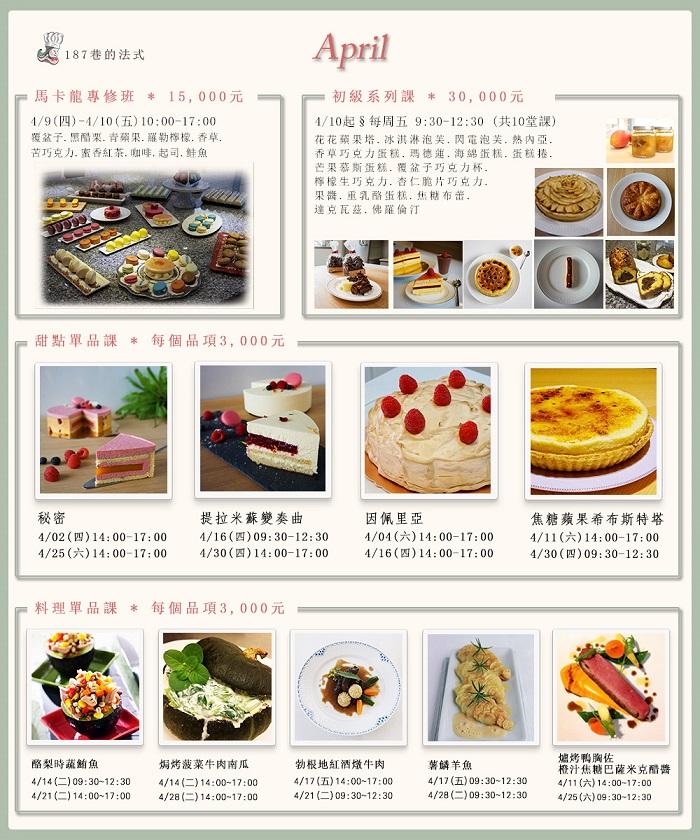 187巷的法式
April
馬卡龍專修班 * 15,000元
4/9(四)-4/10(五)10:00-17:00
覆盆子.黑醋栗.青蘋果.羅勒檸檬.香草.
苦巧克力.蜜香紅茶.咖啡.起司.鮭魚
初級系列課 * 30,000元
4/10起§每周五 9:30-12:30 (共10堂課)
花花蘋果塔.冰淇淋泡芙.閃電泡芙.熱內亞.
香草巧克力蛋糕.瑪德蓮.海綿蛋糕.蛋糕捲.
芒果慕斯蛋糕.覆盆子巧克力杯.
檸檬生巧克力.杏仁脆片巧克力.
果醬.重乳酪蛋糕.焦糖布蕾.
達克瓦茲.佛羅倫汀
甜點單品課 * 每個品項3,000元
秘密
4/02(四)14:00-17:00
4/25(六)14:00-17:00
提拉米蘇變奏曲
4/16(四)09:30-12:30
4/30(四)14:00-17:00
因佩里亞
4/04(六)14:00-17:00
4/16(四)14:00-17:00
焦糖蘋果希布斯特塔
4/11(六)14:00-17:00
4/30(四)09:30-12:30
料理單品課 * 每個品項3,000元
酪梨時蔬鮪魚
4/14(二)09:30-12:30
4/21(二)14:00-17:00
焗烤菠菜牛肉南瓜
4/14(二)14:00-17:00
4/28(二)14:00-17:00
勃根地紅酒燉牛肉
4/17(五)14:00-17:00
4/21(二)09:30-12:30
薯鱗羊魚
4/17(五)09:30-12:30
4/28(二)09:30-12:30
爐烤鴨胸佐
橙汁焦糖巴薩米克醋醬
4/11(六)14:00-17:00
4/25(六)09:30-12:30